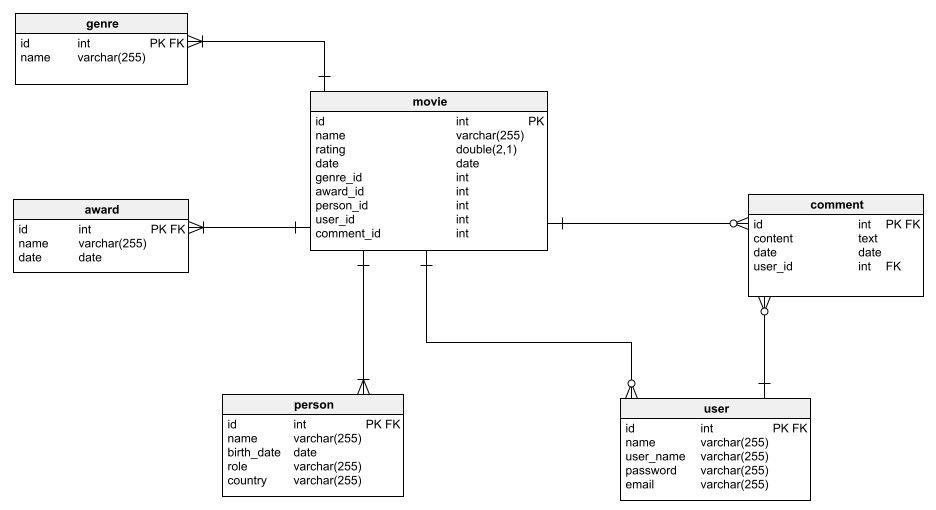 genre
id int PK FK
name varchar(255)
movie
id int PK
name varchar(255)
rating double(2,1)
date date
genre_id int
award_id int
person_id int
user_id int
comment_id int
award
id int PK FK
name varchar(255)
date date
comment
id int PK FK
content text
date date
user_id int FK
person
id int PK FK
name varchar(255)
birth_date date
role varchar(255)
country varchar(255)
user
id int PK FK
name varchar(255)
user_name varchar(255)
password varchar(255)
email varchar(255)